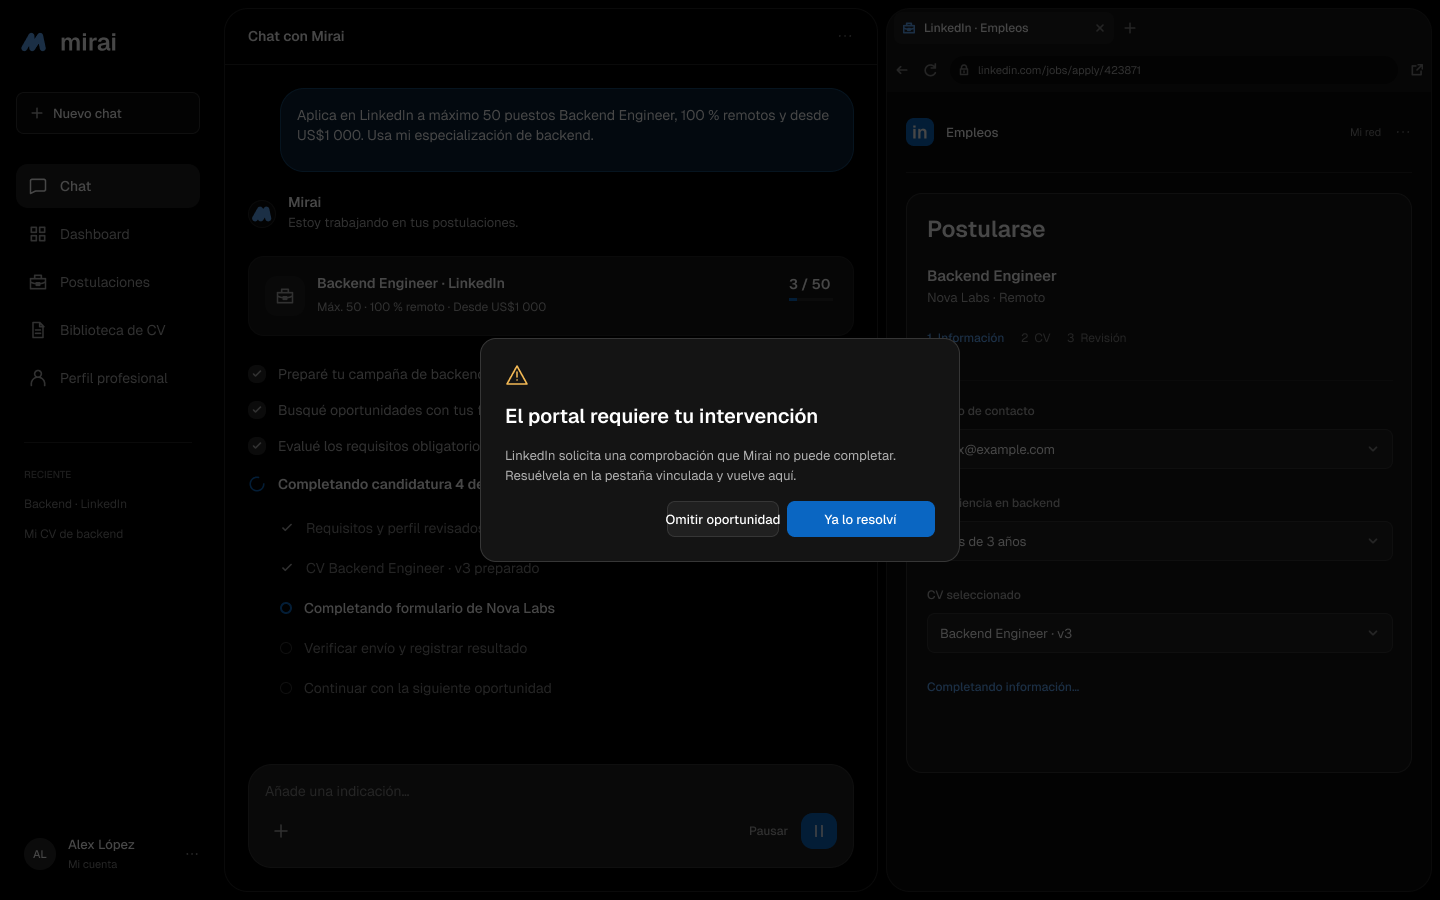 mirai
Nuevo chat
Chat
Dashboard
Postulaciones
Biblioteca de CV
Perfil profesional
RECIENTE
Backend · LinkedIn
Mi CV de backend
AL
Alex López
Mi cuenta
...
Chat con Mirai
...
Aplica en LinkedIn a máximo 50 puestos Backend Engineer, 100 % remotos y desde
US$1 000. Usa mi especialización de backend.
Mirai
Estoy trabajando en tus postulaciones.
Backend Engineer · LinkedIn
3 / 50
Máx. 50 · 100 % remoto · Desde US$1 000
Preparé tu campaña de backend
Busqué oportunidades con tus
Evalué los requisitos obligatorio
Completando candidatura 4 de
Requisitos y perfil revisados
CV Backend Engineer · v3 preparado
Completando formulario de Nova Labs
Verificar envío y registrar resultado
Continuar con la siguiente oportunidad
Añade una indicación...
Pausar
El portal requiere tu intervención
LinkedIn solicita una comprobación que Mirai no puede completar.
Resuélvela en la pestaña vinculada y vuelve aquí.
Omitir oportunidad
Ya lo resolví
LinkedIn · Empleos
linkedin.com/jobs/apply/423871
in
Empleos
Mi red
...
Postularse
Backend Engineer
Nova Labs · Remoto
1 Información
2 CV
3 Revisión
de contacto
x@example.com
iencia en backend
s de 3 años
CV seleccionado
Backend Engineer · v3
Completando información...